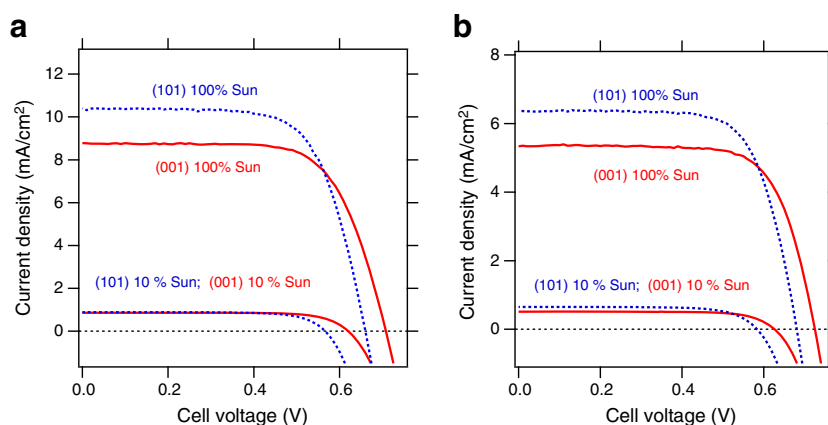 a
12
10
8
6
4
2
0
Current density (mA/cm²)
(101) 100% Sun
(001) 100% Sun
(101) 10 % Sun; (001) 10 % Sun
0.0
0.2
0.4
0.6
Cell voltage (V)
b
8
6
4
2
0
Current density (mA/cm²)
(101) 100% Sun
(001) 100% Sun
(101) 10 % Sun; (001) 10 % Sun
0.0
0.2
0.4
0.6
Cell voltage (V)